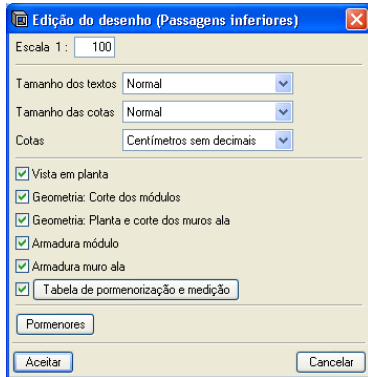 Edição do desenho (Passagens inferiores)
Escala 1 : 100
Tamanho dos textos Normal
Tamanho das cotas Normal
Cotas Centímetros sem decimais
Vista em planta
Geometria: Corte dos módulos
Geometria: Planta e corte dos muros ala
Armadura módulo
Armadura muro ala
Tabela de pormenorização e medição
Pormenores
Aceitar Cancelar